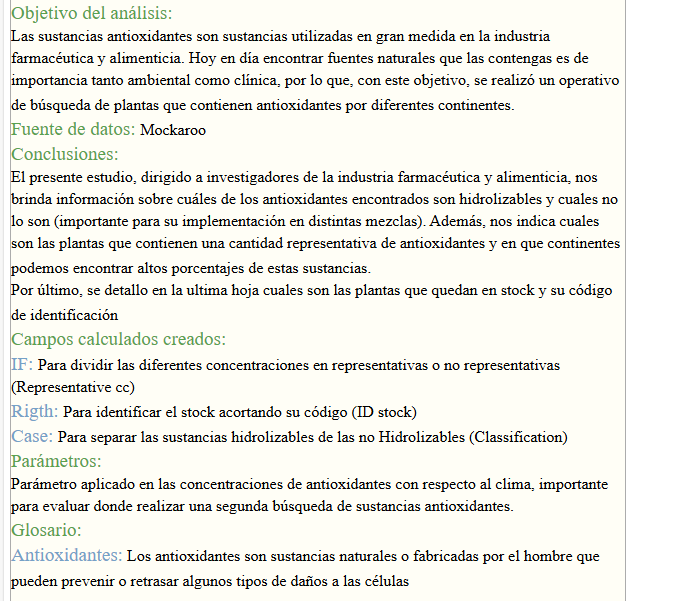 Objetivo del análisis:
Las sustancias antioxidantes son sustancias utilizadas en gran medida en la industria
farmacéutica y alimenticia. Hoy en día encontrar fuentes naturales que las contengas es de
importancia tanto ambiental como clínica, por lo que, con este objetivo, se realizó un operativo
de búsqueda de plantas que contienen antioxidantes por diferentes continentes.
Fuente de datos: Mockaroo
Conclusiones:
El presente estudio, dirigido a investigadores de la industria farmacéutica y alimenticia, nos
brinda información sobre cuáles de los antioxidantes encontrados son hidrolizables y cuales no
lo son (importante para su implementación en distintas mezclas). Además, nos indica cuales
son las plantas que contienen una cantidad representativa de antioxidantes y en que continentes
podemos encontrar altos porcentajes de estas sustancias.
Por último, se detallo en la ultima hoja cuales son las plantas que quedan en stock y su código
de identificación
Campos calculados creados:
IF: Para dividir las diferentes concentraciones en representativas o no representativas
(Representative cc)
Rigth: Para identificar el stock acortando su código (ID stock)
Case: Para separar las sustancias hidrolizables de las no Hidrolizables (Classification)
Parámetros:
Parámetro aplicado en las concentraciones de antioxidantes con respecto al clima, importante
para evaluar donde realizar una segunda búsqueda de sustancias antioxidantes.
Glosario:
Antioxidantes: Los antioxidantes son sustancias naturales o fabricadas por el hombre que
pueden prevenir o retrasar algunos tipos de daños a las células